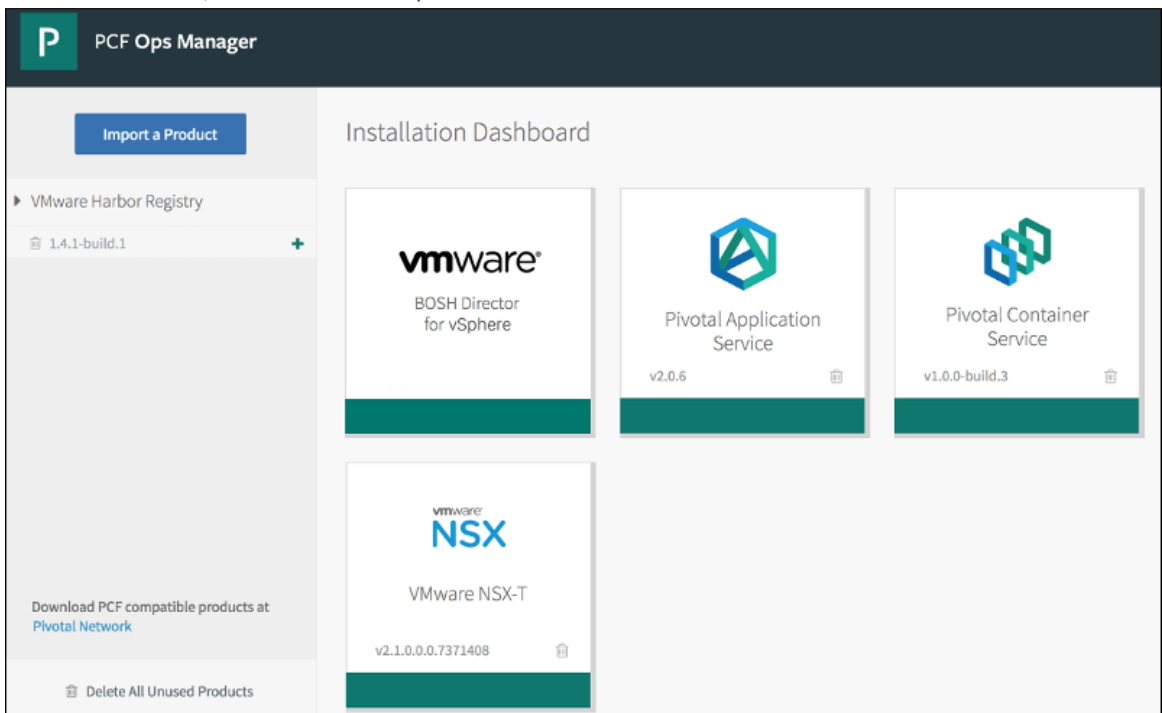 P
PCF Ops Manager
Import a Product
VMware Harbor Registry
1.4.1-build.1
Download PCF compatible products at
Pivotal Network
Delete All Unused Products
Installation Dashboard
vmware®
BOSH Director
for vSphere
Pivotal Application
Service
v2.0.6
Pivotal Container
Service
v1.0.0-build.3
vmware
NSX
VMware NSX-T
v2.1.0.0.0.7371408